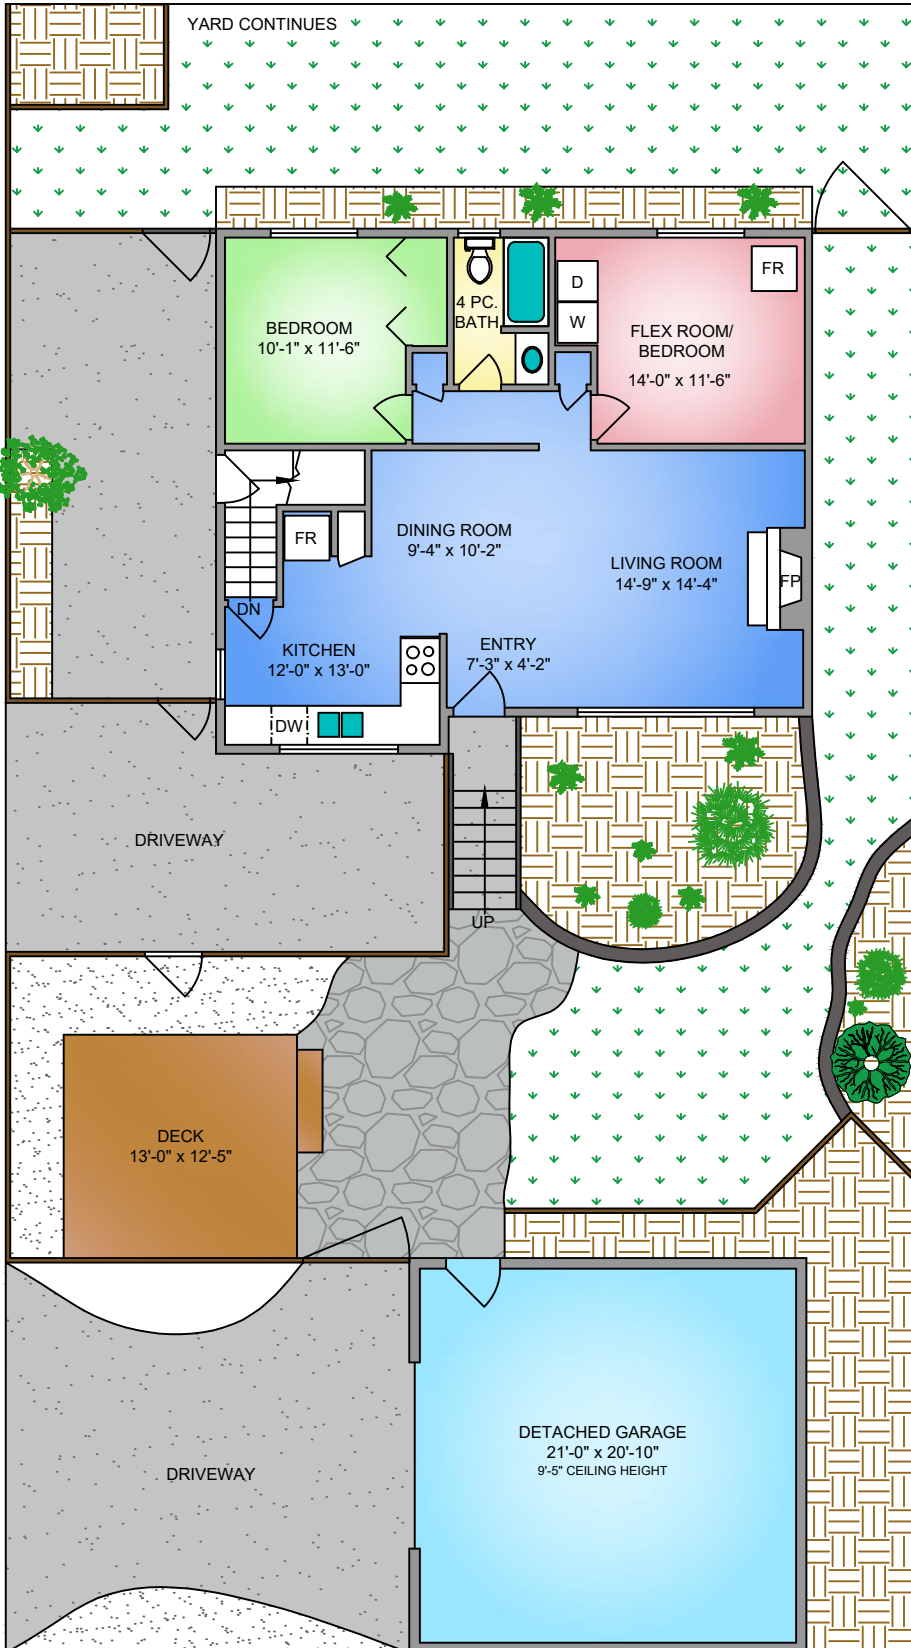 YARD CONTINUES
FR
D
W
4 PC.
BATH
BEDROOM
10'-1" x 11'-6"
FLEX ROOM/
BEDROOM
14'-0" x 11'-6"
FR
DINING ROOM
9'-4" x 10'-2"
LIVING ROOM
14'-9" x 14'-4"
FP
DN
KITCHEN
12'-0" x 13'-0"
ENTRY
7'-3" x 4'-2"
DW
DRIVEWAY
UP
DECK
13'-0" x 12'-5"
DETACHED GARAGE
21'-0" x 20'-10"
9'-5" CEILING HEIGHT
DRIVEWAY